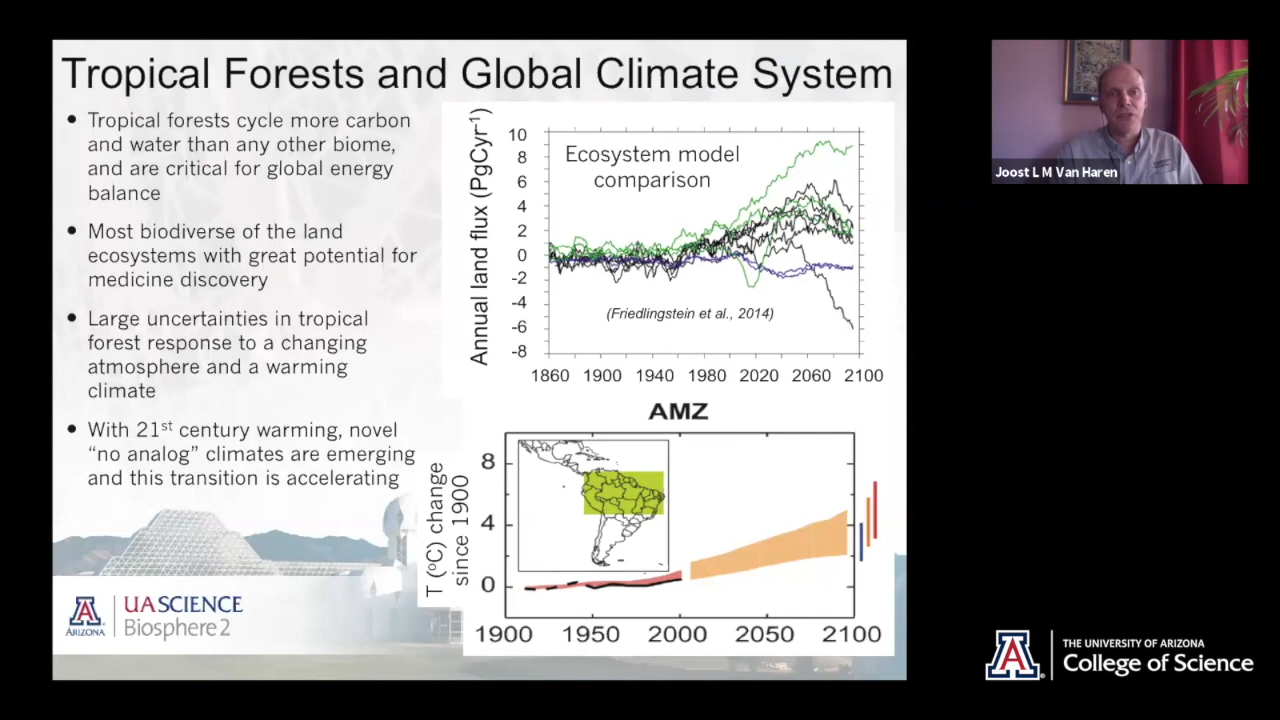 Tropical Forests and Global Climate System
• Tropical forests cycle more carbon
and water than any other biome,
and are critical for global energy
balance
• Most biodiverse of the land
ecosystems with great potential for
medicine discovery
• Large uncertainties in tropical
forest response to a changing
atmosphere and a warming
climate
• With 21st century warming, novel
“no analog” climates are emerging
and this transition is accelerating
Annual land flux (PgCyr-1)
10
8
6
4
2
0
-2
-4
-6
-8
Ecosystem model
comparison
(Friedlingstein et al., 2014)
1860 1900 1940 1980 2020 2060 2100
AMZ
T (ºC) change
since 1900
8
4
0
1900 1950 2000 2050 2100
A
ARIZONA
UASCIENCE
Biosphere 2
Joost L M Van Haren
A
THE UNIVERSITY OF ARIZONA
College of Science